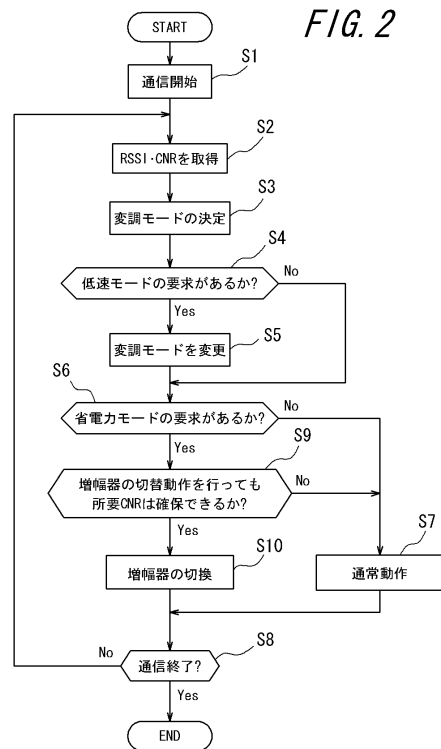 FIG. 2
START
S1
通信開始
S2
RSSI・CNRを取得
S3
変調モードの決定
S4
低速モードの要求があるか?
No
Yes
S5
変調モードを変更
S6
省電力モードの要求があるか?
No
Yes
S9
増幅器の切替動作を行っても
所要CNRは確保できるか?
No
Yes
S10
増幅器の切換
S7
通常動作
S8
通信終了?
No
Yes
END